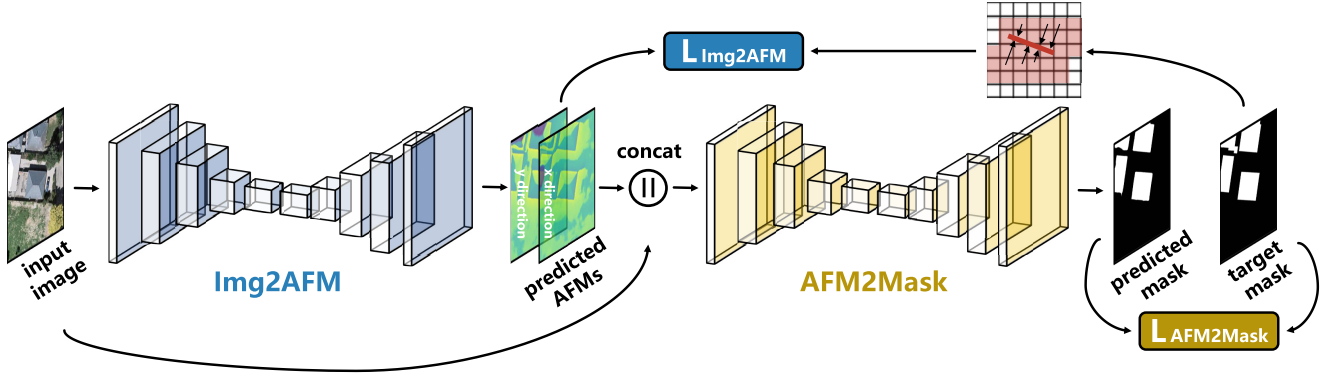 L Img2AFM
concat
||
y direction
x direction
input
image
Img2AFM
predicted
AFMs
AFM2Mask
predicted
mask
target
mask
L AFM2Mask